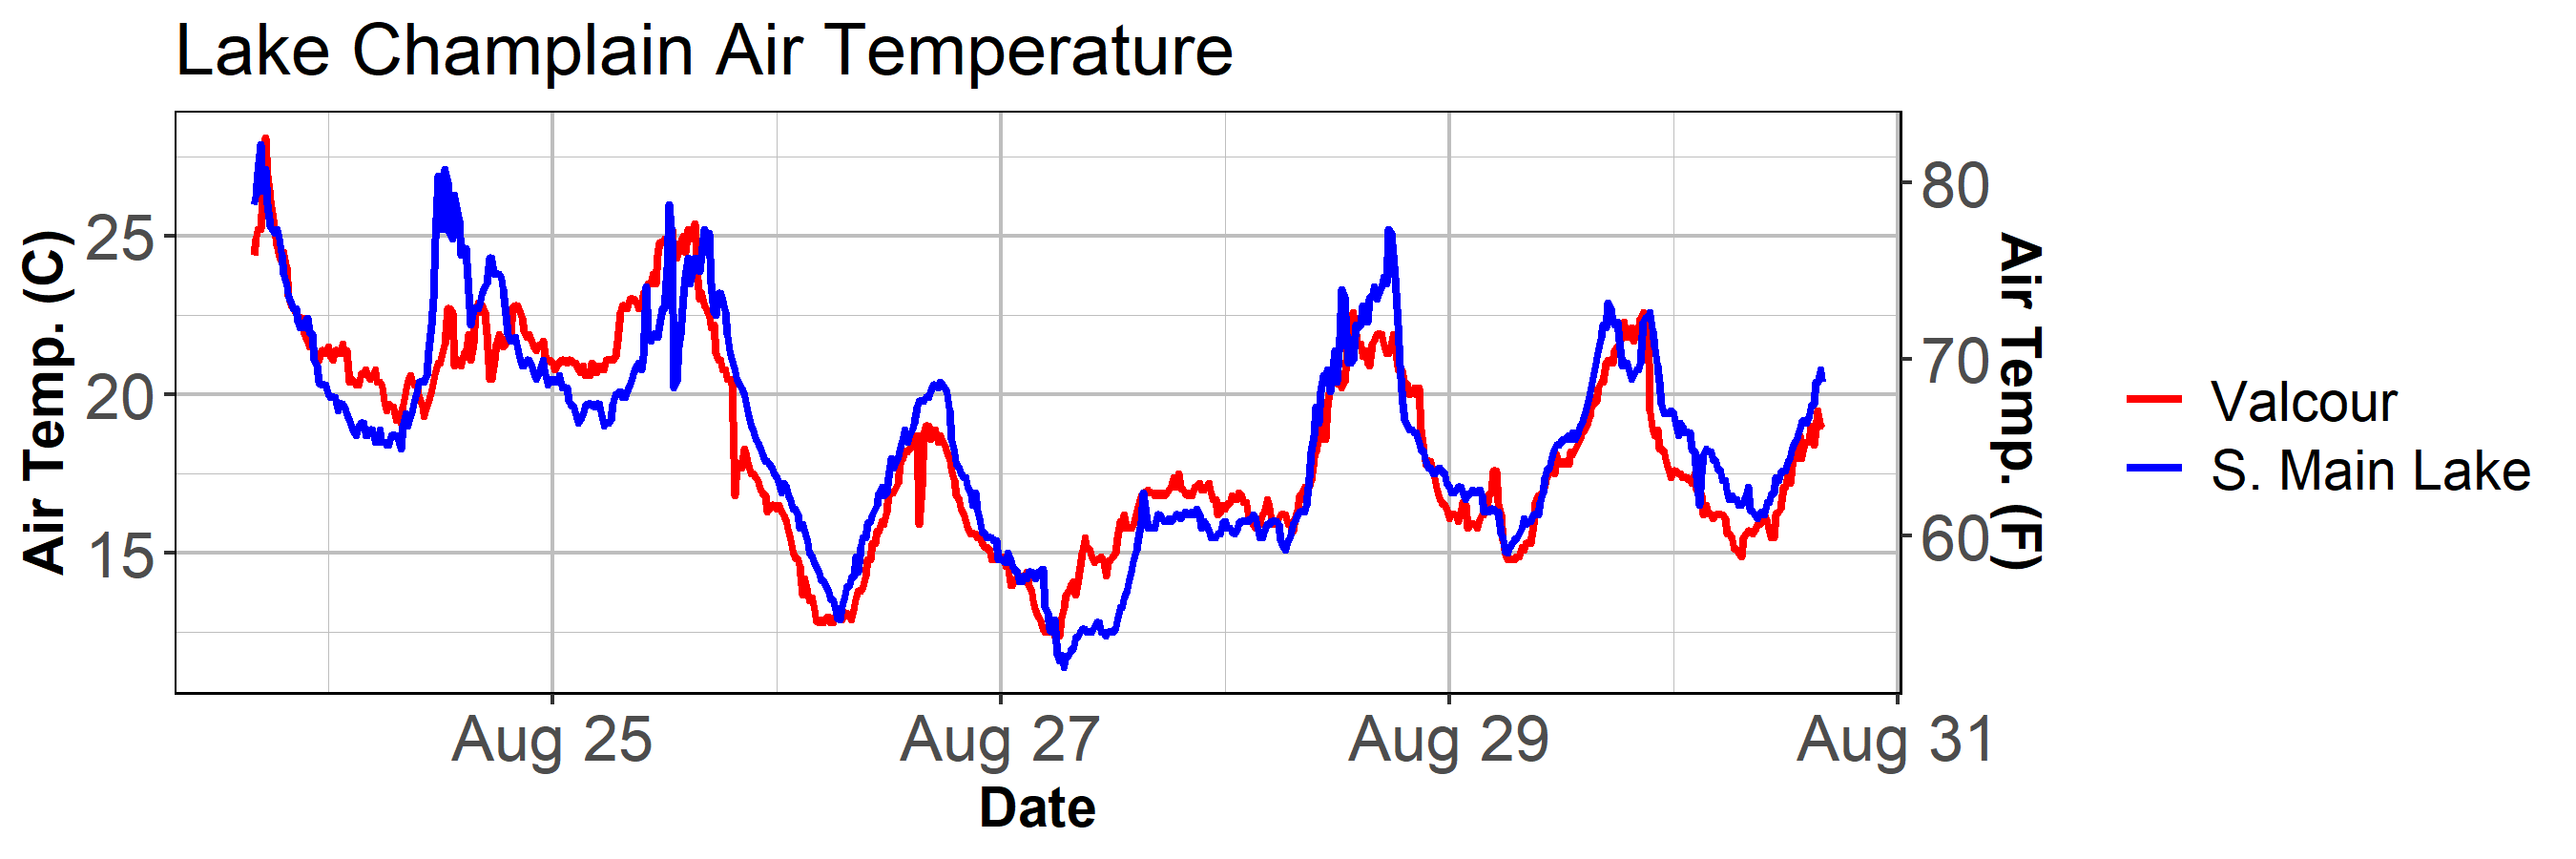 Lake Champlain Air Temperature
Air Temp. (C)
25
20
15
80
70
60
Air Temp. (F)
Aug 25
Aug 27
Aug 29
Aug 31
Date
Valcour
S. Main Lake